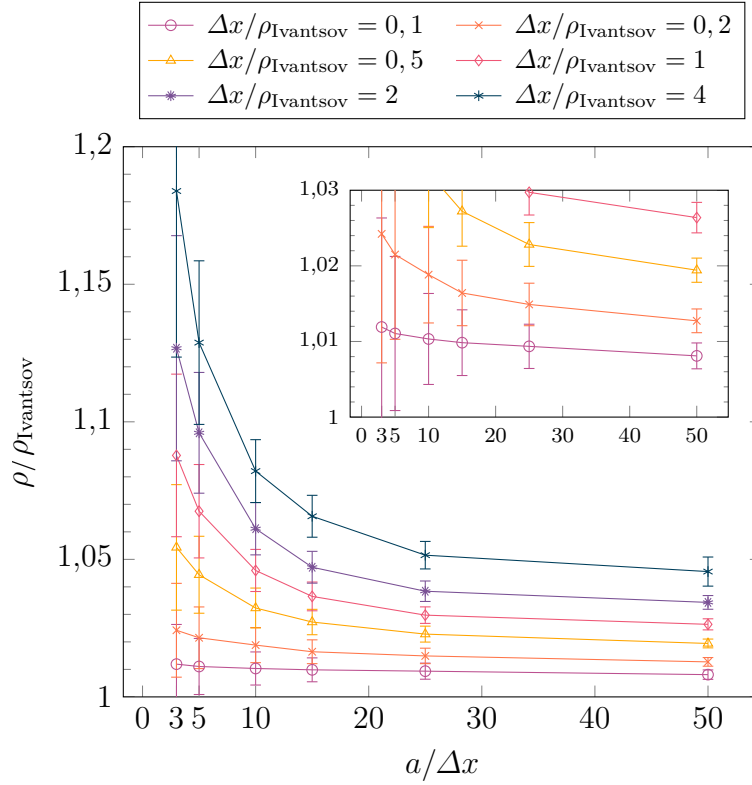 Δx/ρIvantsov = 0,1 Δx/ρIvantsov = 0,2
Δx/ρIvantsov = 0,5 Δx/ρIvantsov = 1
Δx/ρIvantsov = 2 Δx/ρIvantsov = 4
1,2
1,15
1,1
1,05
1
ρ/ρIvantsov
1,03
1,02
1,01
1
0 3 5 10 20 30 40 50
0 3 5 10 20 30 40 50
a/Δx